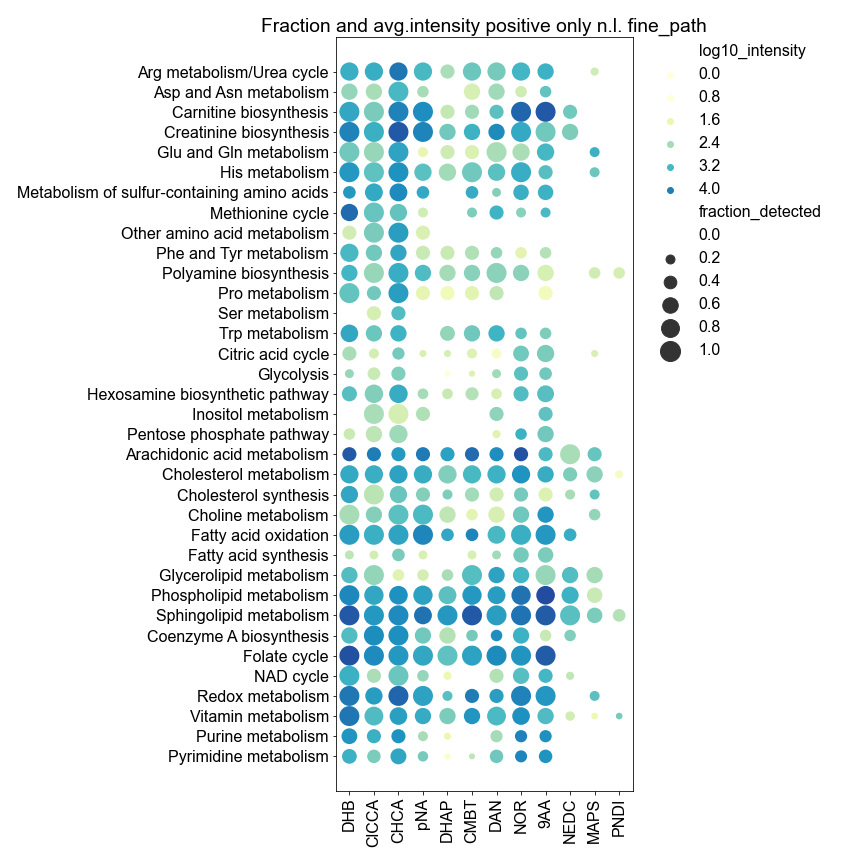 Fraction and avg.intensity positive only n.l. fine_path
Arg metabolism/Urea cycle
Asp and Asn metabolism
Carnitine biosynthesis
Creatinine biosynthesis
Glu and Gln metabolism
His metabolism
Metabolism of sulfur-containing amino acids
Methionine cycle
Other amino acid metabolism
Phe and Tyr metabolism
Polyamine biosynthesis
Pro metabolism
Ser metabolism
Trp metabolism
Citric acid cycle
Glycolysis
Hexosamine biosynthetic pathway
Inositol metabolism
Pentose phosphate pathway
Arachidonic acid metabolism
Cholesterol metabolism
Cholesterol synthesis
Choline metabolism
Fatty acid oxidation
Fatty acid synthesis
Glycerolipid metabolism
Phospholipid metabolism
Sphingolipid metabolism
Coenzyme A biosynthesis
Folate cycle
NAD cycle
Redox metabolism
Vitamin metabolism
Purine metabolism
Pyrimidine metabolism
DHB
ClCCA
CHCA
pNA
DHAP
CMBT
DAN
NOR
9AA
NEDC
MAPS
PNDI
log10_intensity
0.0
0.8
1.6
2.4
3.2
4.0
fraction_detected
0.0
0.2
0.4
0.6
0.8
1.0